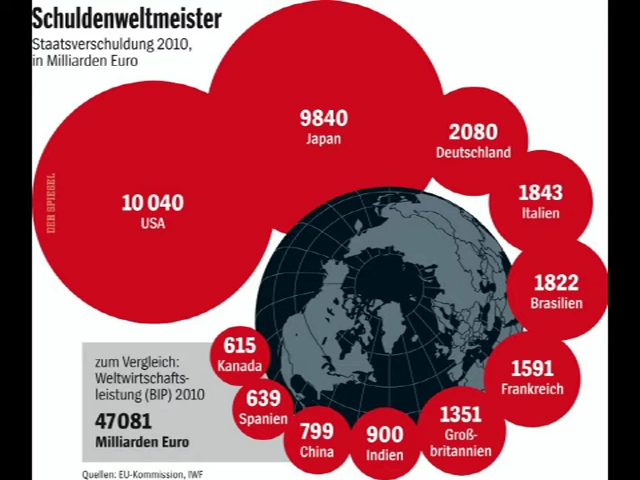 Schuldenweltmeister
Staatsverschuldung 2010,
in Milliarden Euro
9840
Japan
2080
Deutschland
10 040
USA
1843
Italien
DER SPIEGEL
1822
Brasilien
615
Kanada
1591
Frankreich
zum Vergleich:
Weltwirtschafts-
leistung (BIP) 2010
47 081
Milliarden Euro
639
Spanien
799
China
900
Indien
1351
Groß-
britannien
Quellen: EU-Kommission, IWF